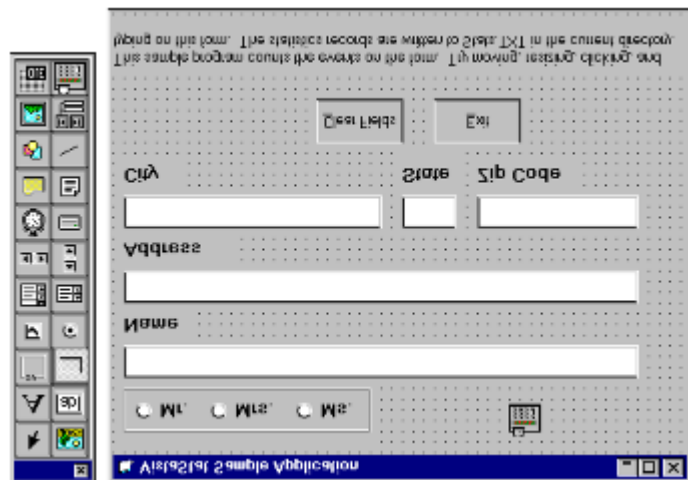 VistaStat Sample Application
Mr. Mrs. Ms.
Name
Address
City State Zip Code
Clear Fields Exit
This sample program counts the events on the form. Try moving, resizing, clicking, and
typing on this form. The statistics records are written to Stats.TXT in the current directory.
A ab|
OLE